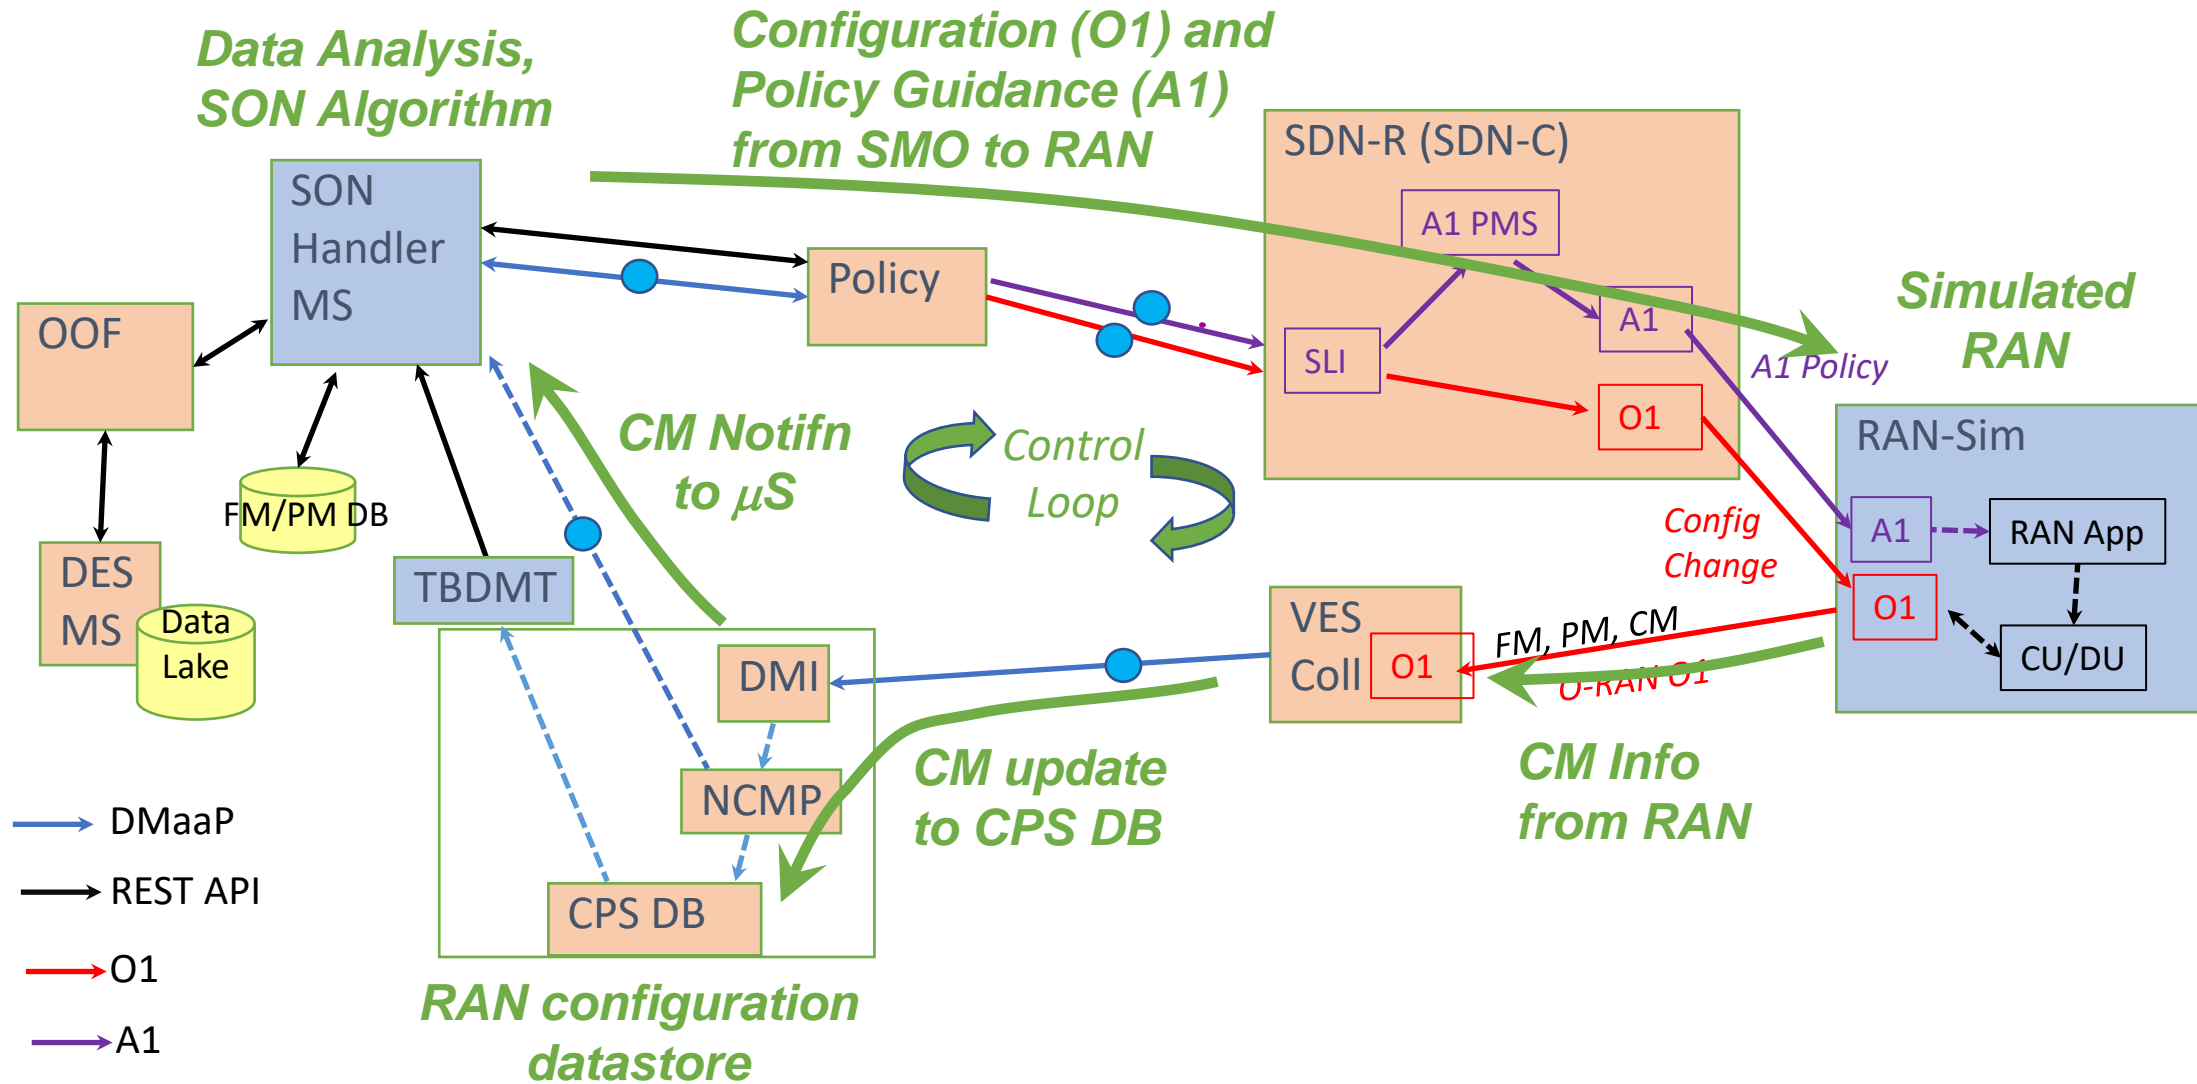 Data Analysis,
SON Algorithm
Configuration (O1) and
Policy Guidance (A1)
from SMO to RAN
SON
Handler
MS
Policy
SDN-R (SDN-C)
A1 PMS
A1
SLI
O1
A1 Policy
Simulated
RAN
OOF
FM/PM DB
DES
MS
Data
Lake
TBDMT
CM Notifn
to μS
Control
Loop
Config
Change
RAN-Sim
A1
RAN App
O1
CU/DU
VES
Coll
O1
FM, PM, CM
O-RAN O1
DMI
NCMP
CPS DB
CM update
to CPS DB
CM Info
from RAN
DMaaP
REST API
O1
A1
RAN configuration
datastore